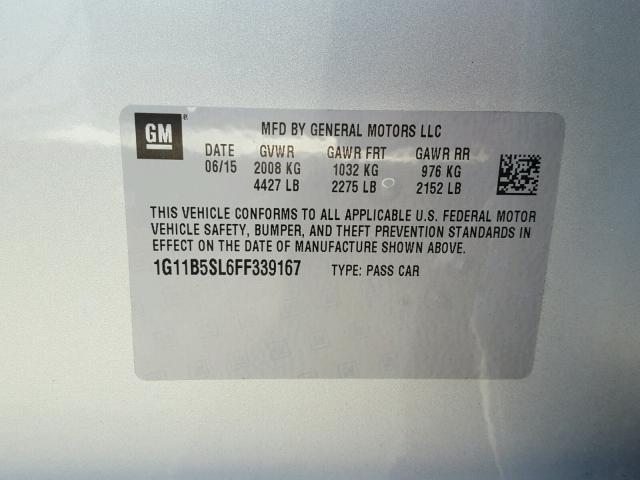 GM
MFD BY GENERAL MOTORS LLC
DATE GVWR GAWR FRT GAWR RR
06/15 2008 KG 1032 KG 976 KG
4427 LB 2275 LB 2152 LB
THIS VEHICLE CONFORMS TO ALL APPLICABLE U.S. FEDERAL MOTOR
VEHICLE SAFETY, BUMPER, AND THEFT PREVENTION STANDARDS IN
EFFECT ON THE DATE OF MANUFACTURE SHOWN ABOVE.
1G11B5SL6FF339167 TYPE: PASS CAR